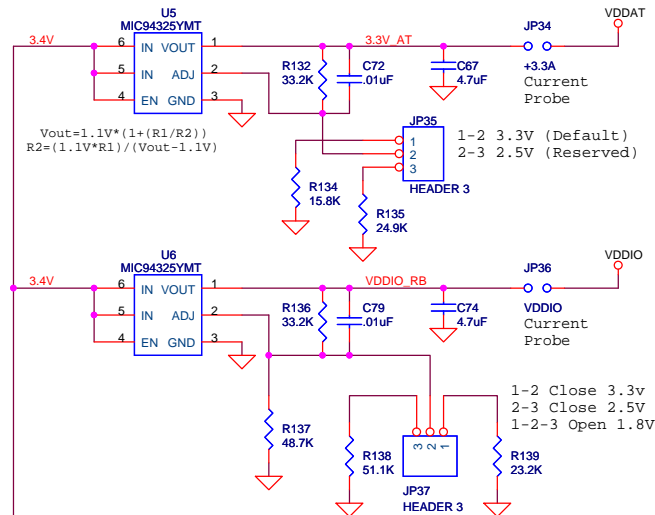 U5
MIC94325YMT
3.4V
6 IN VOUT 1
5 IN ADJ 2
4 EN GND 3
3.3V_AT
R132
33.2K
C72
.01uF
C67
4.7uF
JP34
+3.3A
Current
Probe
VDDAT
Vout=1.1V*(1+(R1/R2))
R2=(1.1V*R1)/(Vout-1.1V)
JP35
1
2
3
HEADER 3
1-2 3.3V (Default)
2-3 2.5V (Reserved)
R134
15.8K
R135
24.9K
U6
MIC94325YMT
3.4V
6 IN VOUT 1
5 IN ADJ 2
4 EN GND 3
VDDIO_RB
R136
33.2K
C79
.01uF
C74
4.7uF
JP36
VDDIO
Current
Probe
VDDIO
1-2 Close 3.3v
2-3 Close 2.5V
1-2-3 Open 1.8V
R137
48.7K
R138
51.1K
3 2 1
JP37
HEADER 3
R139
23.2K